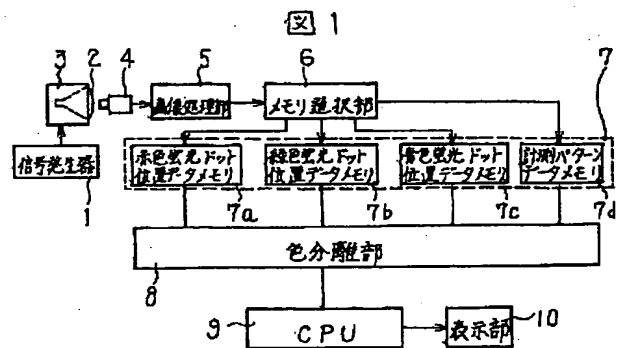 図 1
3 2 4 5 6 7
画像処理部
メモリ選択部
信号発生器
1
赤色蛍光ドット
位置データメモリ
7a
緑色蛍光ドット
位置データメモリ
7b
青色蛍光ドット
位置データメモリ
7c
計測パターン
データメモリ
7d
色分離部
8
CPU
9
表示部
10